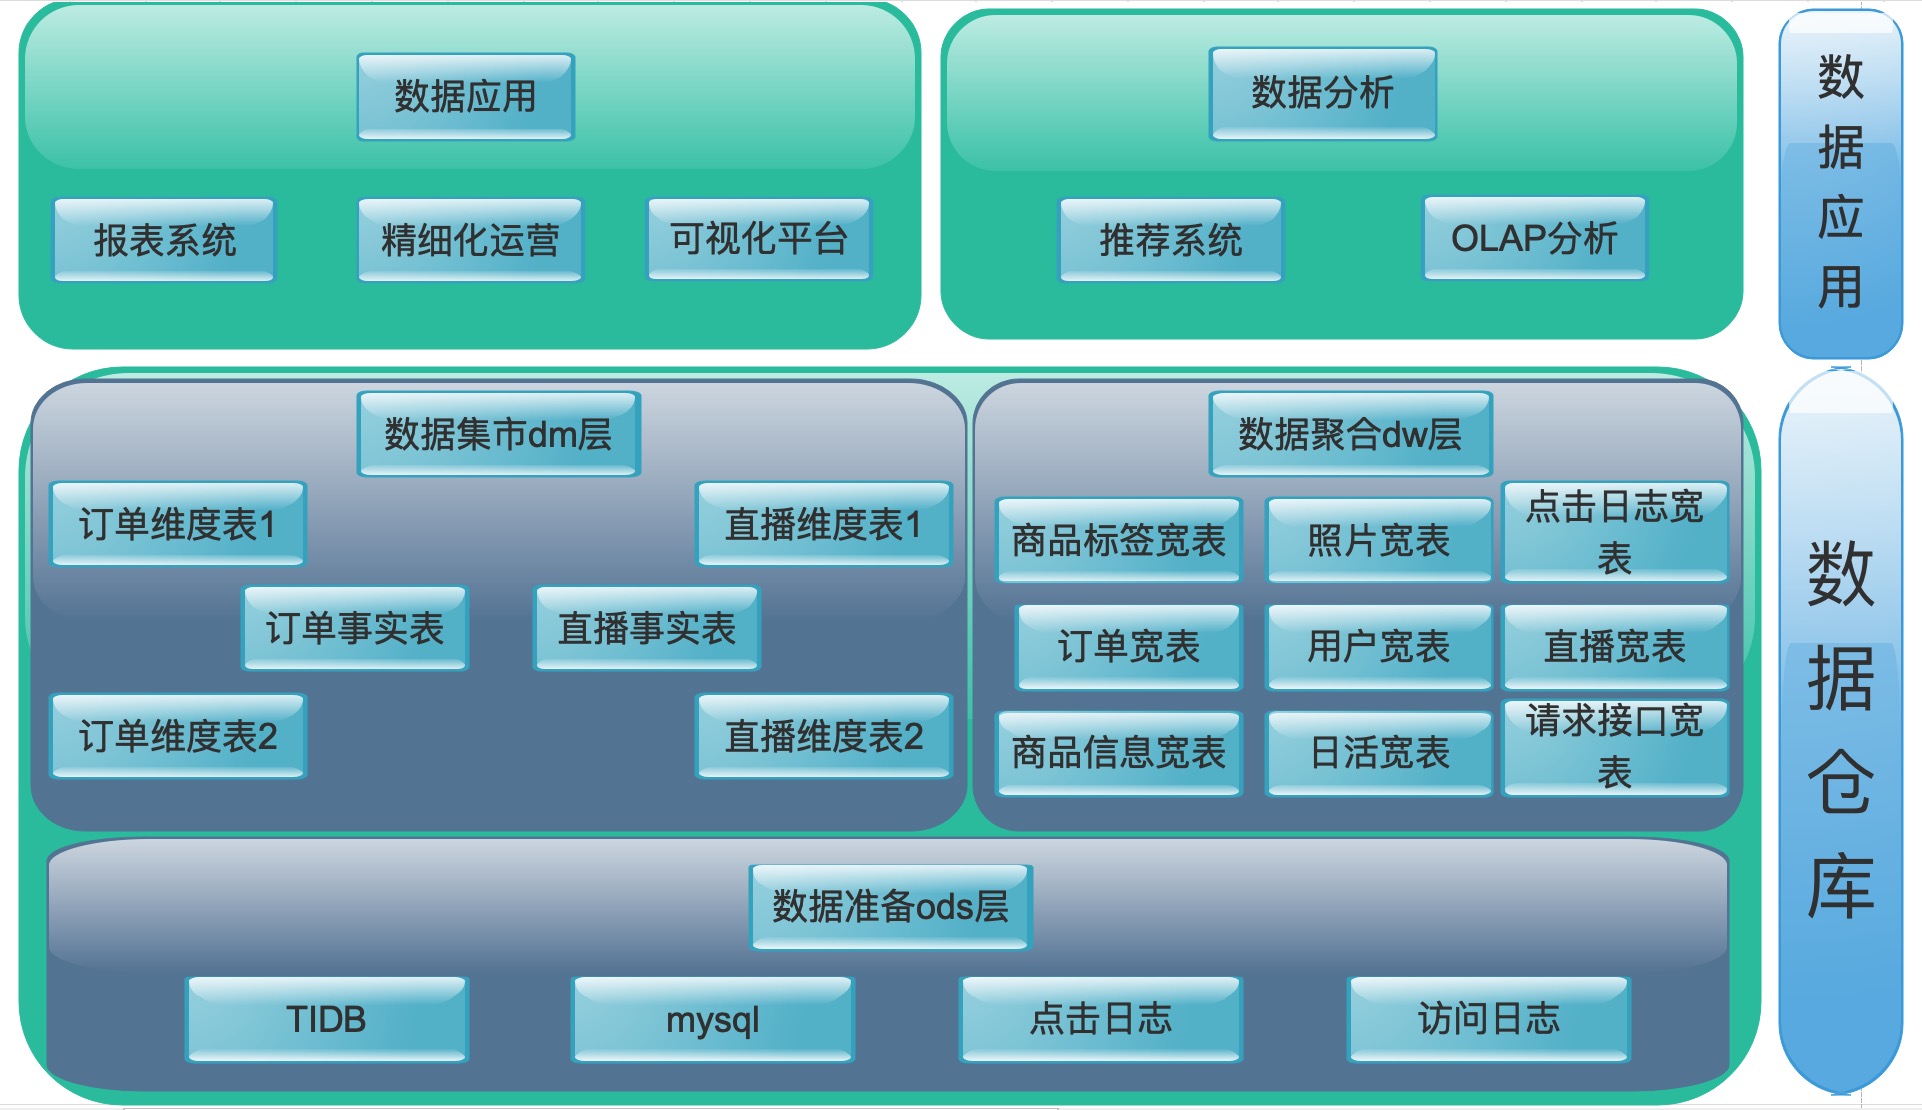 数据应用
报表系统
精细化运营
可视化平台
数据分析
推荐系统
OLAP分析
数
据
应
用
数据集市dm层
订单维度表1
直播维度表1
订单事实表
直播事实表
订单维度表2
直播维度表2
数据聚合dw层
商品标签宽表
照片宽表
点击日志宽
表
订单宽表
用户宽表
直播宽表
商品信息宽表
日活宽表
请求接口宽
表
数据准备ods层
TIDB
mysql
点击日志
访问日志
数
据
仓
库